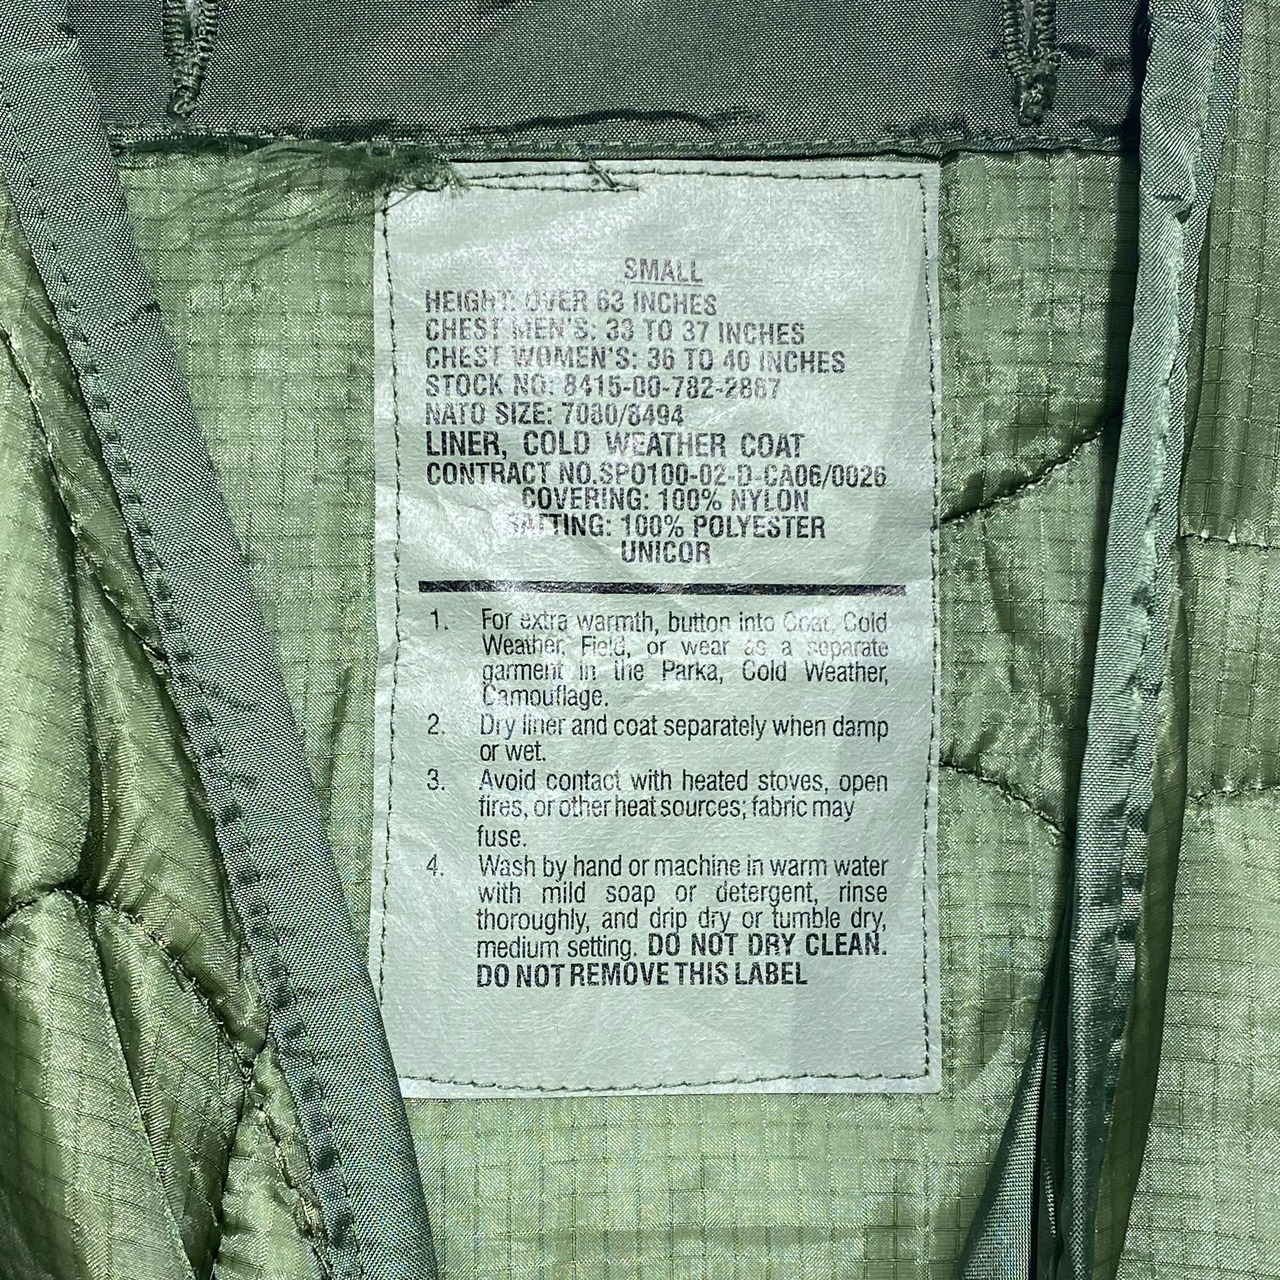 SMALL
HEIGHT: OVER 63 INCHES
CHEST MEN'S: 33 TO 37 INCHES
CHEST WOMEN'S: 36 TO 40 INCHES
STOCK NO: 8415-00-782-2887
NATO SIZE: 7080/8494
LINER, COLD WEATHER COAT
CONTRACT NO.SPO100-02-D-CA06/0026
COVERING: 100% NYLON
BATTING: 100% POLYESTER
UNICOR
1. For extra warmth, button into Coat, Cold
Weather, Field, or wear as a separate
garment in the Parka, Cold Weather,
Camouflage.
2. Dry liner and coat separately when damp
or wet.
3. Avoid contact with heated stoves, open
fires, or other heat sources; fabric may
fuse.
4. Wash by hand or machine in warm water
with mild soap or detergent, rinse
thoroughly, and drip dry or tumble dry,
medium setting. DO NOT DRY CLEAN.
DO NOT REMOVE THIS LABEL